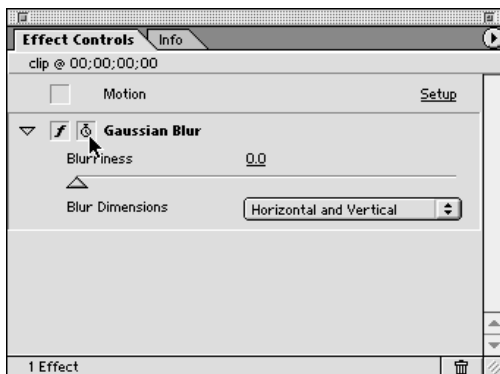 Effect Controls Info
clip @ 00;00;00;00
Motion Setup
f Gaussian Blur
Blurriness 0.0
Blur Dimensions Horizontal and Vertical
1 Effect